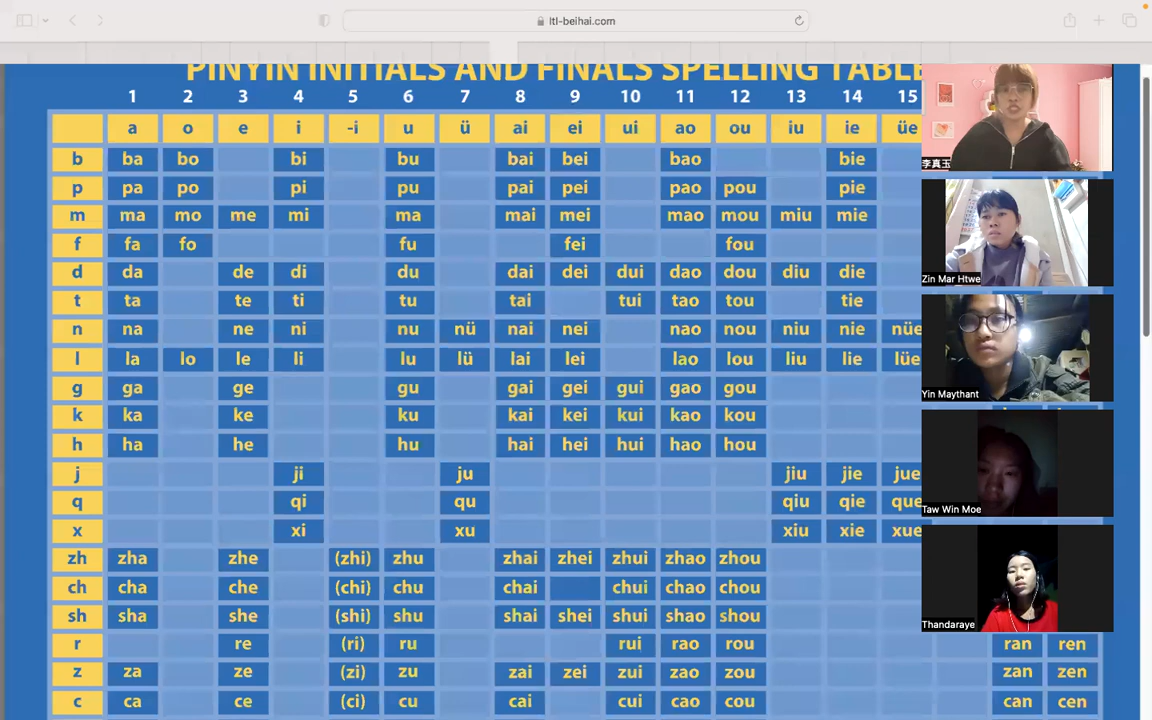 ltl-beihai.com
PINYIN INITIALS AND FINALS SPELLING TABLE
1 2 3 4 5 6 7 8 9 10 11 12 13 14 15
a o e i -i u ü ai ei ui ao ou iu ie üe
b ba bo bi bu bai bei bao bie
p pa po pi pu pai pei pao pou pie
m ma mo me mi ma mai mei mao mou miu mie
f fa fo fu fei fou
d da de di du dai dei dui dao dou diu die
t ta te ti tu tai tui tao tou tie
n na ne ni nu nü nai nei nao nou niu nie nüe
l la lo le li lu lü lai lei lao lou liu lie lüe
g ga ge gu gai gei gui gao gou
k ka ke ku kai kei kui kao kou
h ha he hu hai hei hui hao hou
j ji ju jiu jie jue
q qi qu qiu qie que
x xi xu xiu xie xue
zh zha zhe (zhi) zhu zhai zhei zhui zhao zhou
ch cha che (chi) chu chai chui chao chou
sh sha she (shi) shu shai shei shui shao shou
r re (ri) ru rui rao rou ran ren
z za ze (zi) zu zai zei zui zao zou zan zen
c ca ce (ci) cu cai cui cao cou can cen
李真玉
Zin Mar Htwe
Yin Maythant
Taw Win Moe
Thandaraye